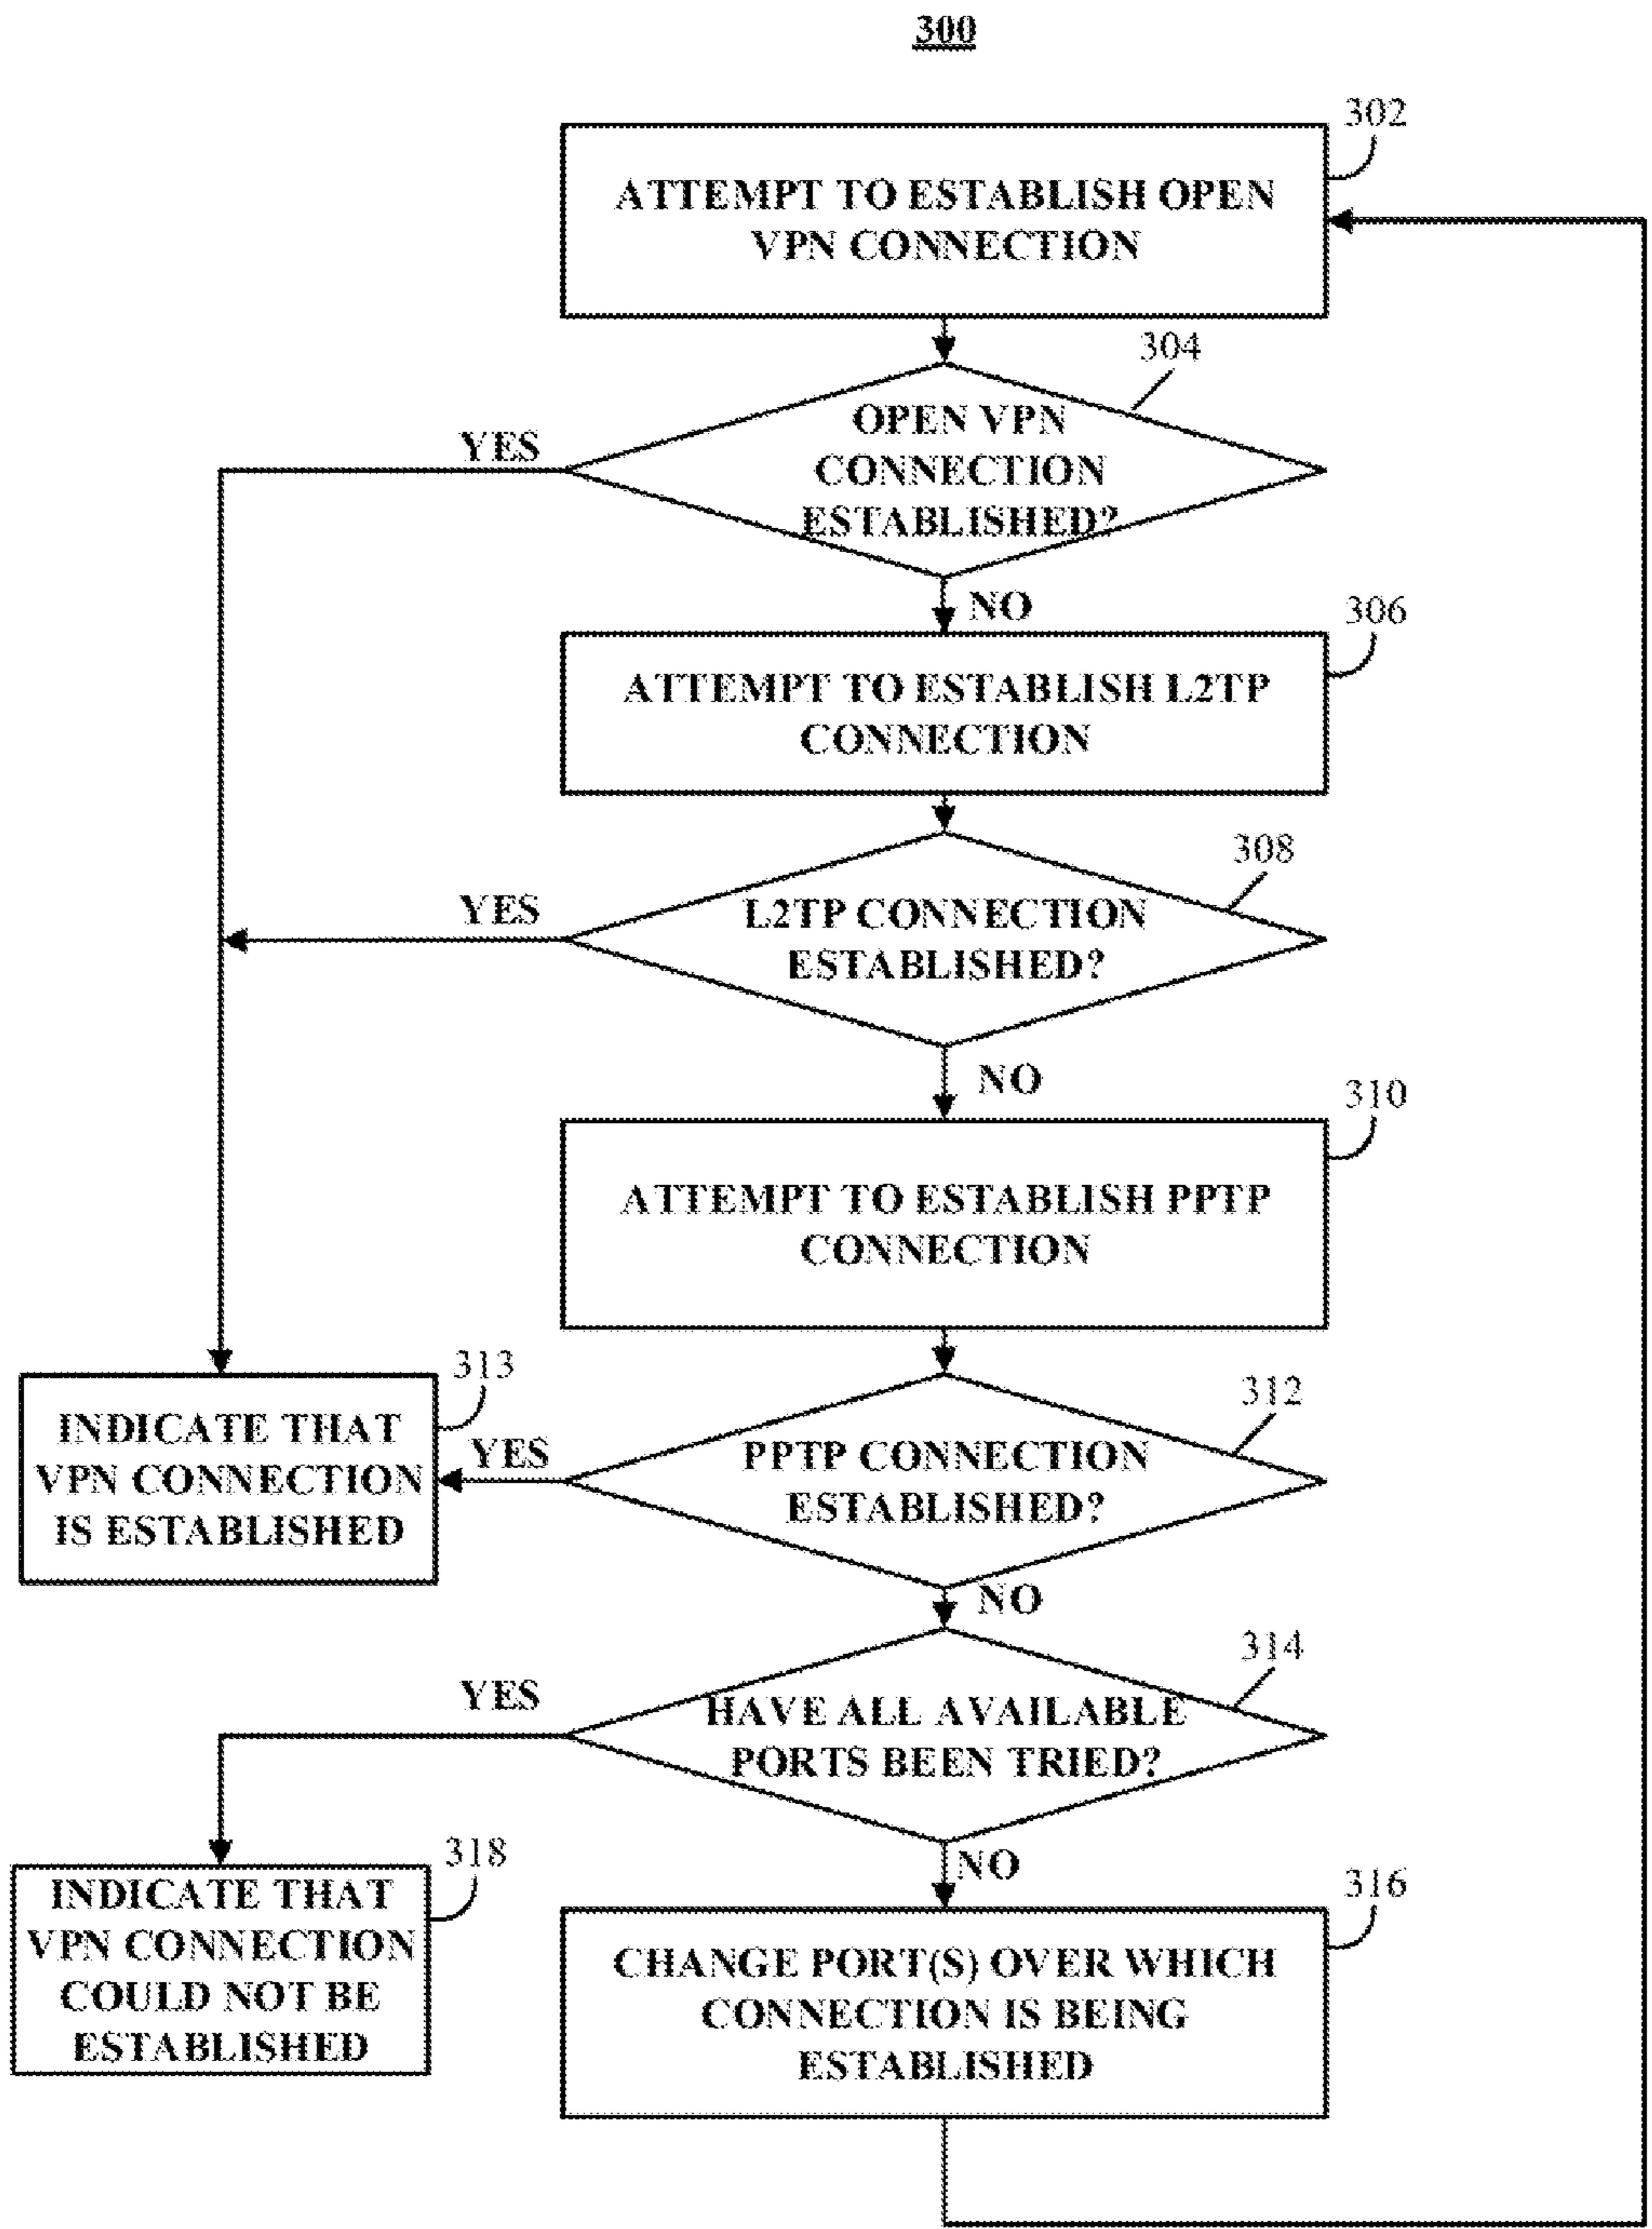 300
302
ATTEMPT TO ESTABLISH OPEN
VPN CONNECTION
304
OPEN VPN
CONNECTION
ESTABLISHED?
YES
NO
306
ATTEMPT TO ESTABLISH L2TP
CONNECTION
308
L2TP CONNECTION
ESTABLISHED?
YES
NO
310
ATTEMPT TO ESTABLISH PPTP
CONNECTION
313
INDICATE THAT
VPN CONNECTION
IS ESTABLISHED
312
PPTP CONNECTION
ESTABLISHED?
YES
NO
314
HAVE ALL AVAILABLE
PORTS BEEN TRIED?
YES
NO
318
INDICATE THAT
VPN CONNECTION
COULD NOT BE
ESTABLISHED
316
CHANGE PORT(S) OVER WHICH
CONNECTION IS BEING
ESTABLISHED